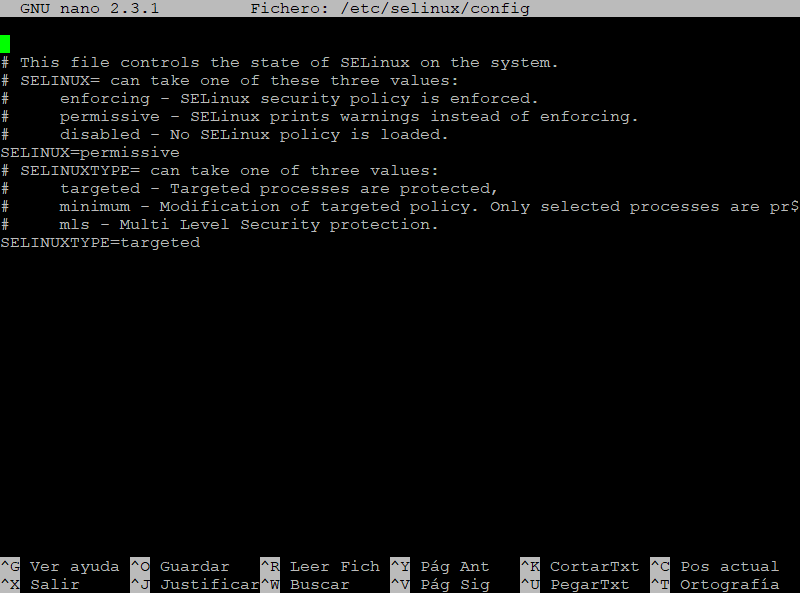 GNU nano 2.3.1         Fichero: /etc/selinux/config
# This file controls the state of SELinux on the system.
# SELINUX= can take one of these three values:
#     enforcing - SELinux security policy is enforced.
#     permissive - SELinux prints warnings instead of enforcing.
#     disabled - No SELinux policy is loaded.
SELINUX=permissive
# SELINUXTYPE= can take one of three values:
#     targeted - Targeted processes are protected,
#     minimum - Modification of targeted policy. Only selected processes are pr$
#     mls - Multi Level Security protection.
SELINUXTYPE=targeted
^G Ver ayuda ^O Guardar   ^R Leer Fich ^Y Pág Ant   ^K CortarTxt ^C Pos actual
^X Salir     ^J Justificar^W Buscar    ^V Pág Sig   ^U PegarTxt  ^T Ortografía